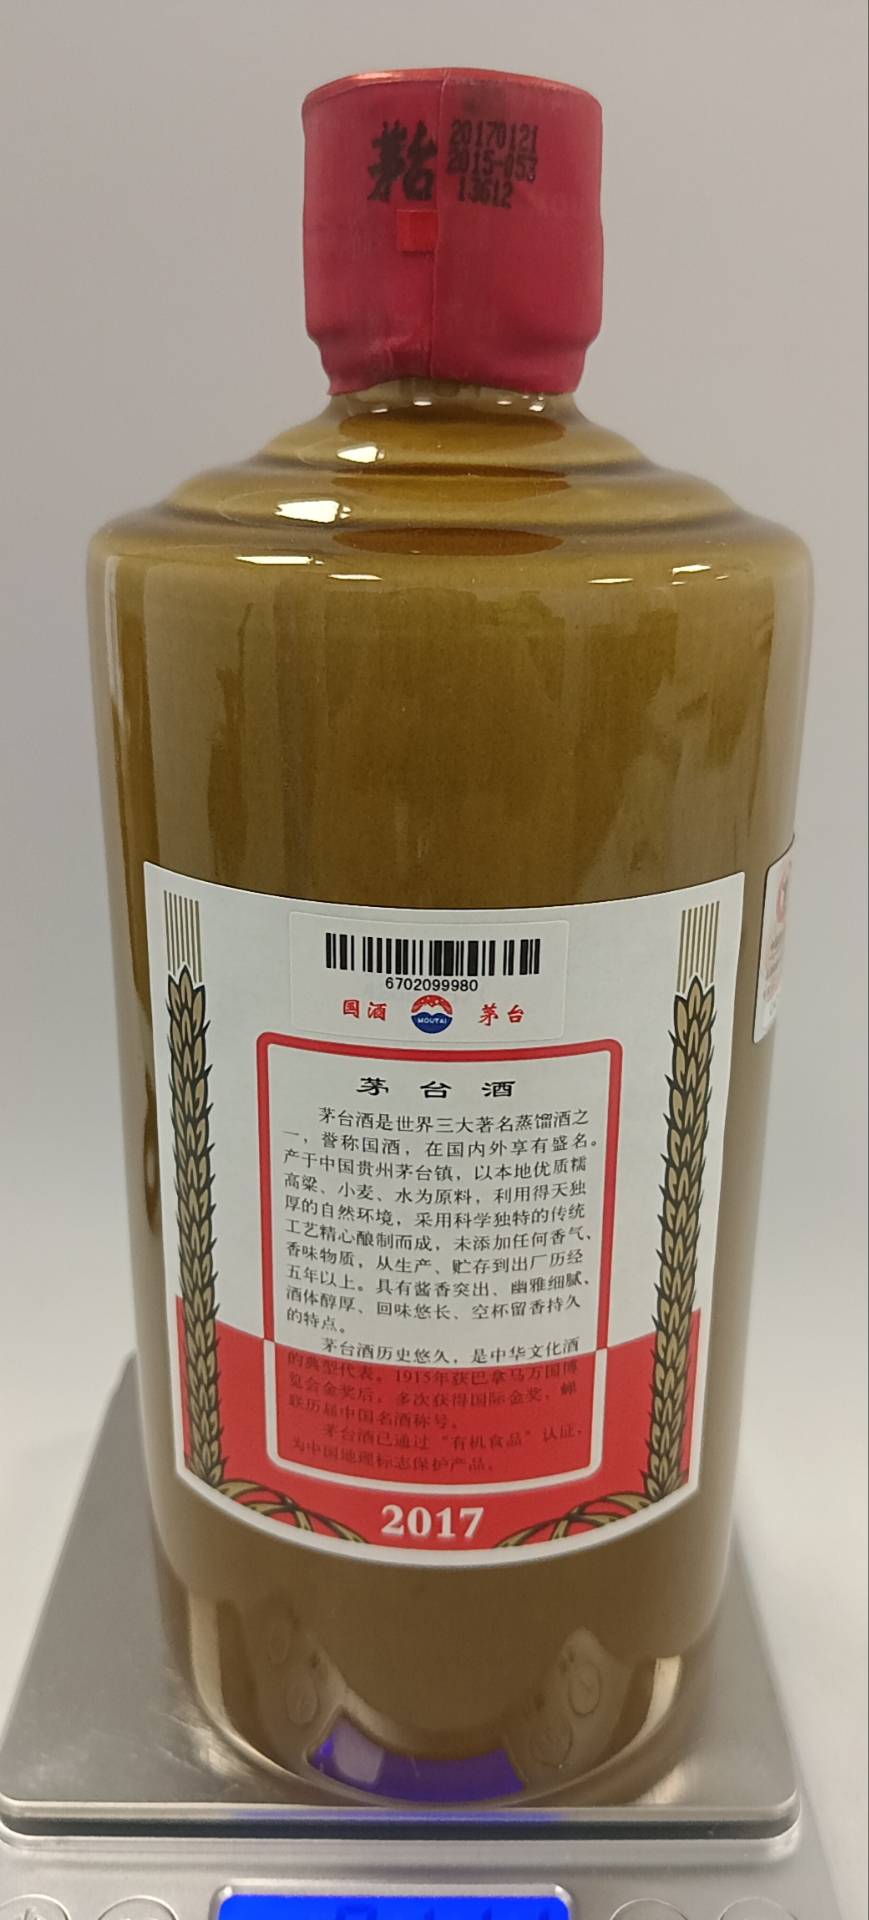 茅台
20170121
2015-053
13612
6702099980
国酒 MOUTAI 茅台
茅台酒
茅台酒是世界三大著名蒸馏酒之
一，誉称国酒，在国内外享有盛名。
产于中国贵州茅台镇，以本地优质糯
高粱、小麦、水为原料，利用得天独
厚的自然环境，采用科学独特的传统
工艺精心酿制而成，未添加任何香气、
香味物质，从生产、贮存到出厂历经
五年以上。具有酱香突出、幽雅细腻、
酒体醇厚、回味悠长、空杯留香持久
的特点。
茅台酒历史悠久，是中华文化酒
的典型代表。1915年获巴拿马万国博
览会金奖后，多次获得国际金奖，蝉
联历届中国名酒称号。
茅台酒已通过“有机食品”认证，
为中国地理标志保护产品。
2017